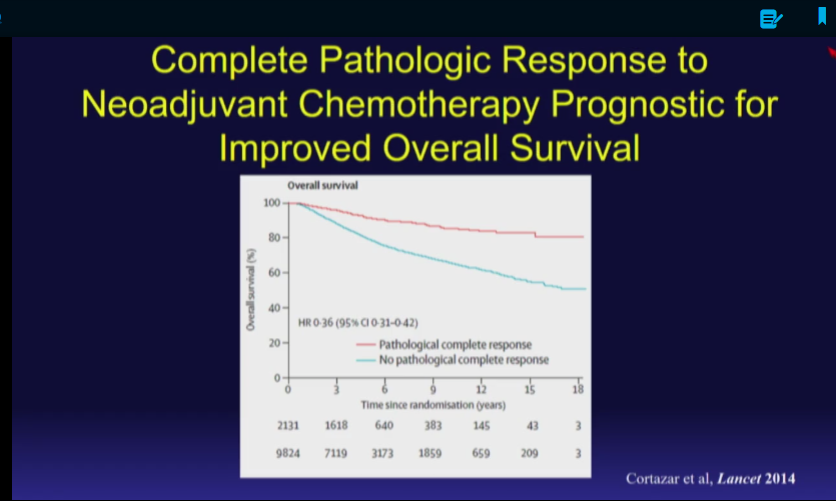 Complete Pathologic Response to
Neoadjuvant Chemotherapy Prognostic for
Improved Overall Survival
Overall survival
100
80
60
40
20
0
Overall survival (%)
HR 0·36 (95% CI 0·31–0·42)
Pathological complete response
No pathological complete response
0 3 6 9 12 15 18
Time since randomisation (years)
2131 1618 640 383 145 43 3
9824 7119 3173 1859 659 209 3
Cortazar et al, Lancet 2014